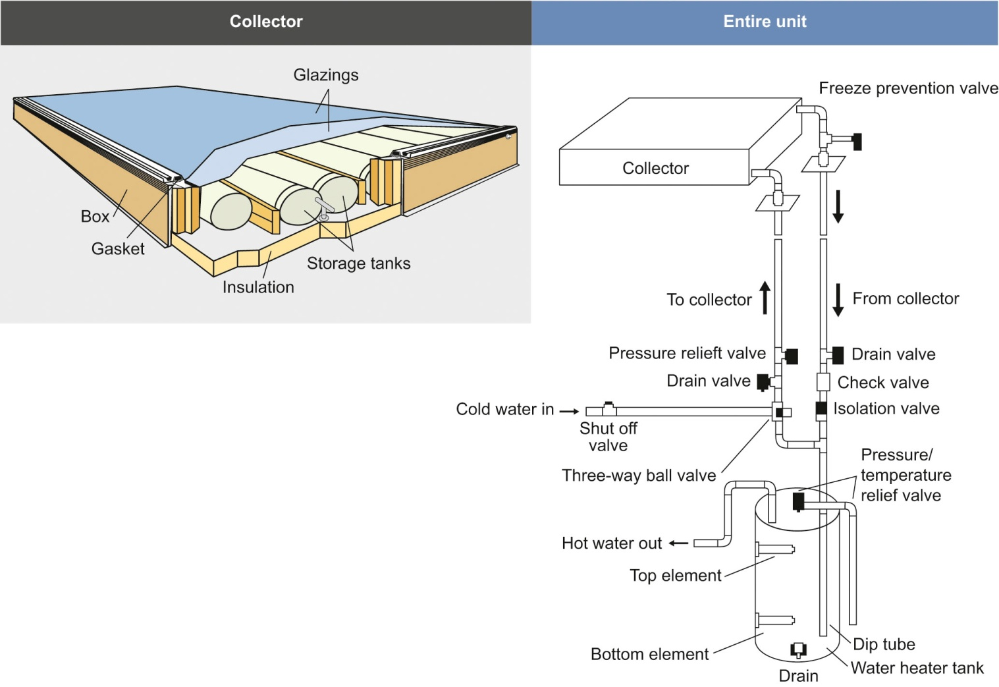 Collector
Entire unit
Glazings
Box
Gasket
Storage tanks
Insulation
Freeze prevention valve
Collector
To collector
From collector
Pressure relieft valve
Drain valve
Drain valve
Check valve
Cold water in
Isolation valve
Shut off
valve
Three-way ball valve
Pressure/
temperature
relief valve
Hot water out
Top element
Bottom element
Dip tube
Water heater tank
Drain